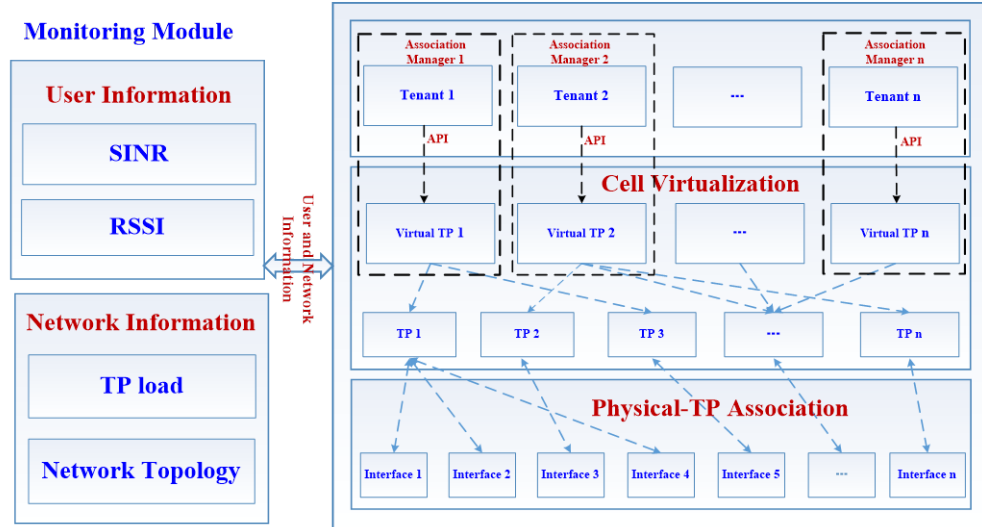 Monitoring Module
User Information
SINR
RSSI
Network Information
TP load
Network Topology
User and Network
Information
Association
Manager 1
Association
Manager 2
Association
Manager n
Tenant 1
Tenant 2
---
Tenant n
API
API
API
Cell Virtualization
Virtual TP 1
Virtual TP 2
---
Virtual TP n
TP 1
TP 2
TP 3
---
TP n
Physical-TP Association
Interface 1
Interface 2
Interface 3
Interface 4
Interface 5
---
Interface n